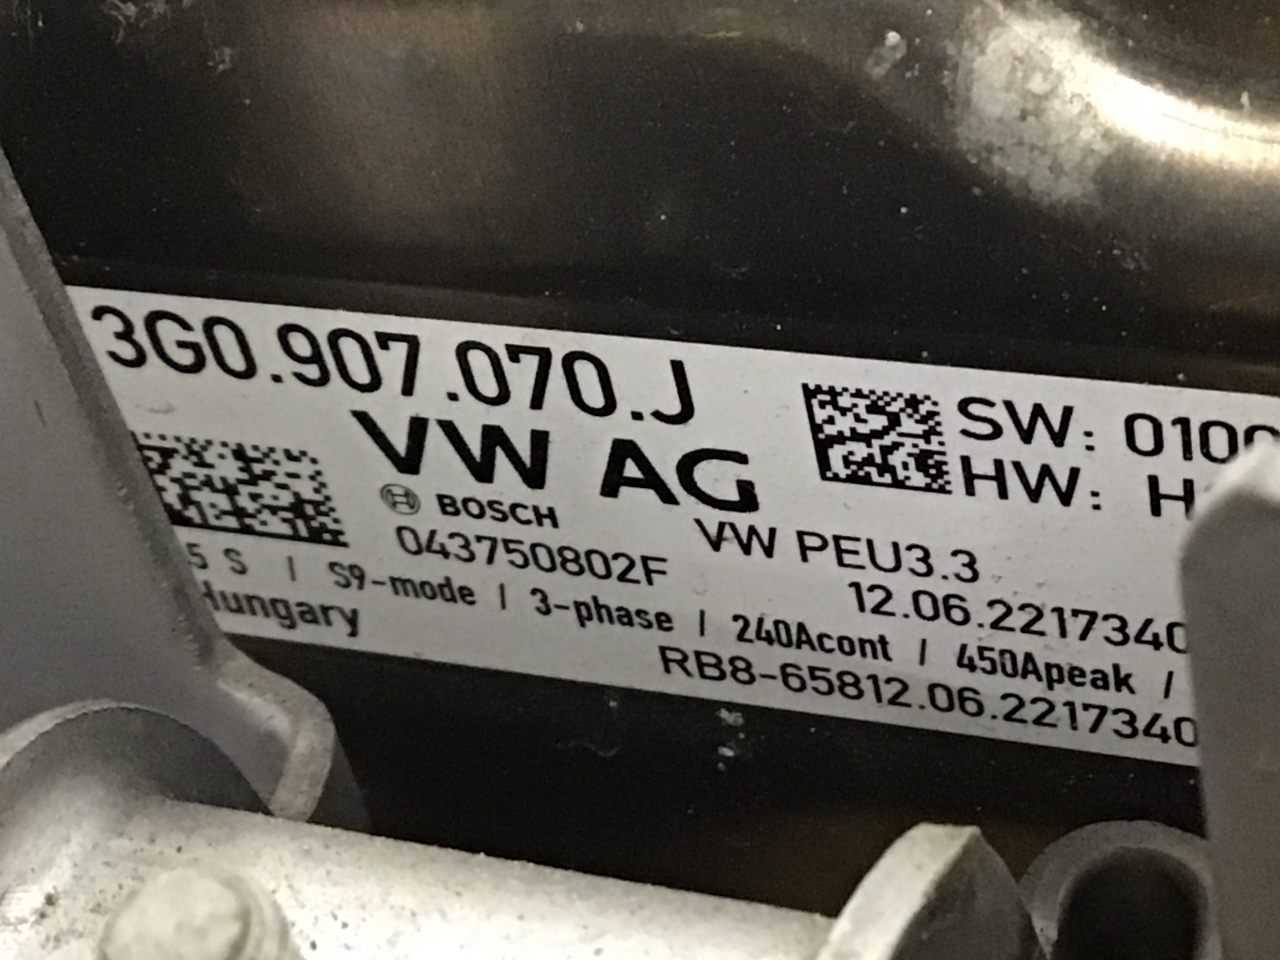 3G0.907.070.J
VW AG
SW: 010
HW: H
BOSCH
VW PEU3.3
043750802F
12.06.2217340
5 S / S9-mode / 3-phase / 240Acont / 450Apeak /
Hungary
RB8-65812.06.2217340